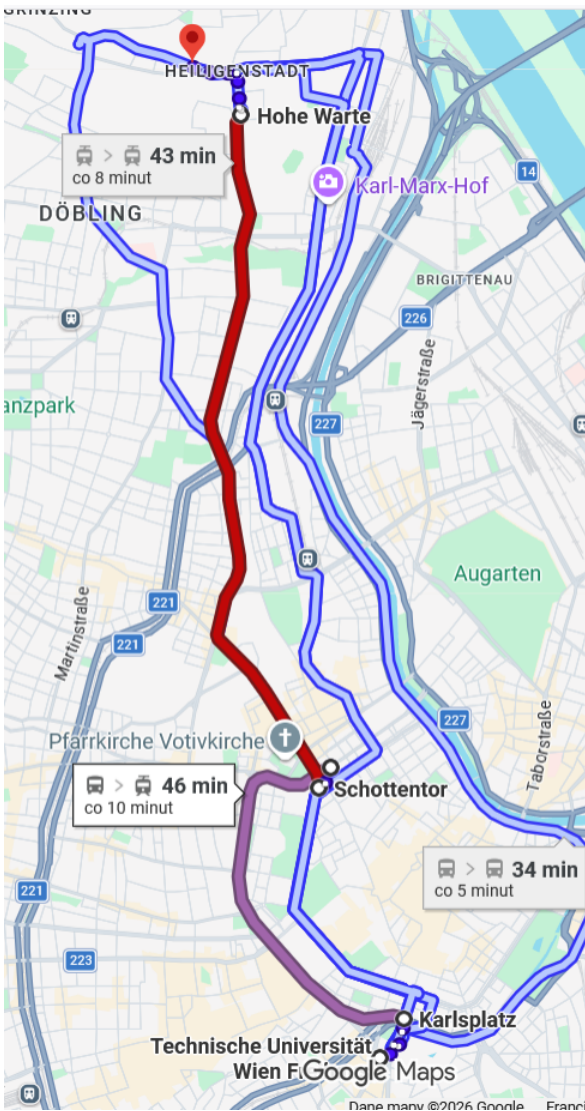 GRINZING
HEILIGENSTADT
Hohe Warte
43 min
co 8 minut
14
Karl-Marx-Hof
DÖBLING
BRIGITTENAU
226
Jägerstraße
anzpark
227
Augarten
221
221
Martinstraße
227
Taborstraße
Pfarrkirche Votivkirche
46 min
co 10 minut
Schottentor
34 min
co 5 minut
221
223
Karlsplatz
Technische Universität
Wien F
Google Maps
Dane mapy ©2026 Google
Franc